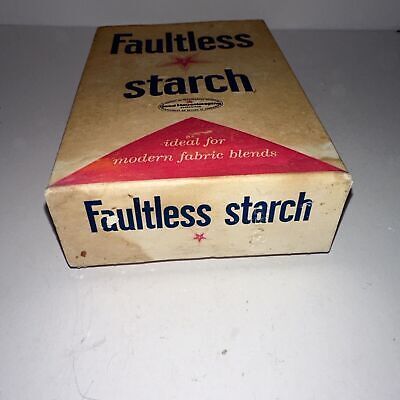 Faultless
starch
ideal for
modern fabric blends
Faultless starch